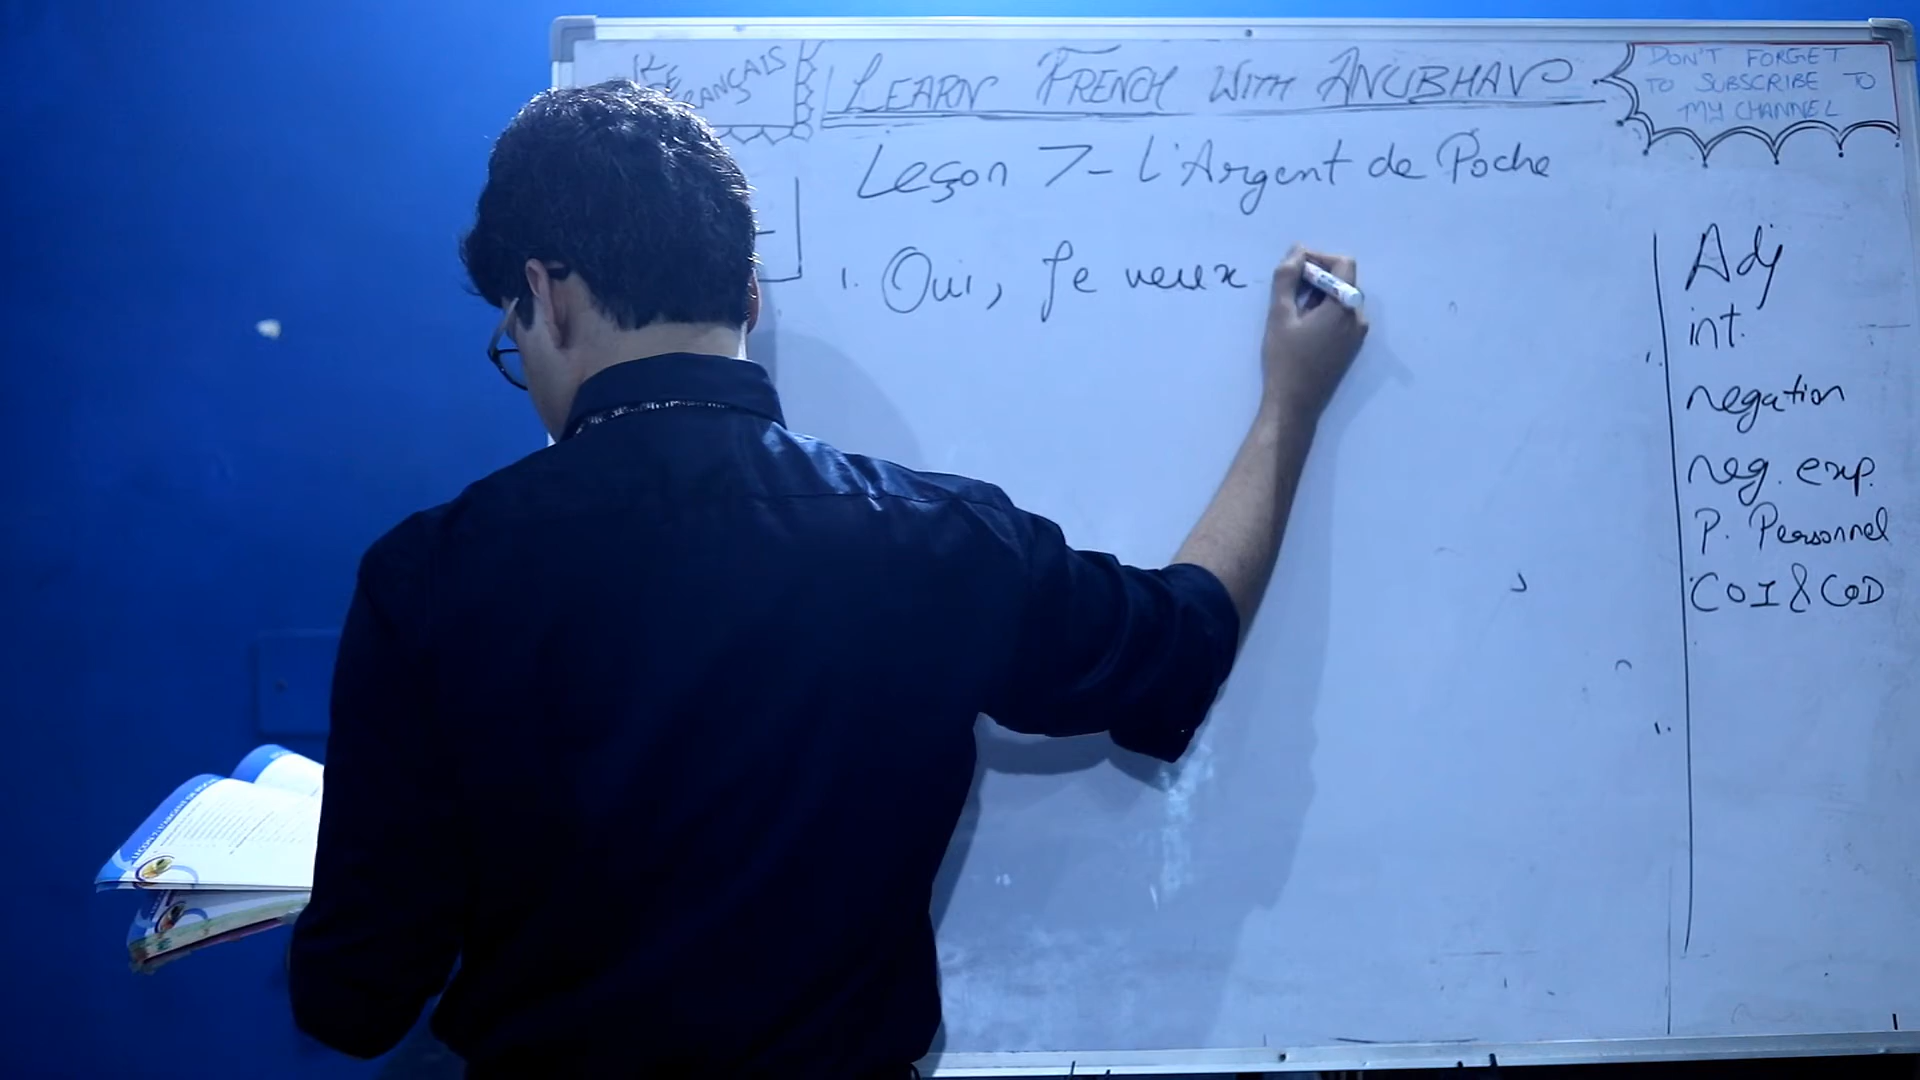 FRANÇAIS
LEARN FRENCH WITH ANUBHAV
DON'T FORGET
TO SUBSCRIBE TO
MY CHANNEL
Leçon 7- L'Argent de Poche
1. Oui, Je veux
Adj
int.
negation
neg. exp.
P. Personnel
COI & COD